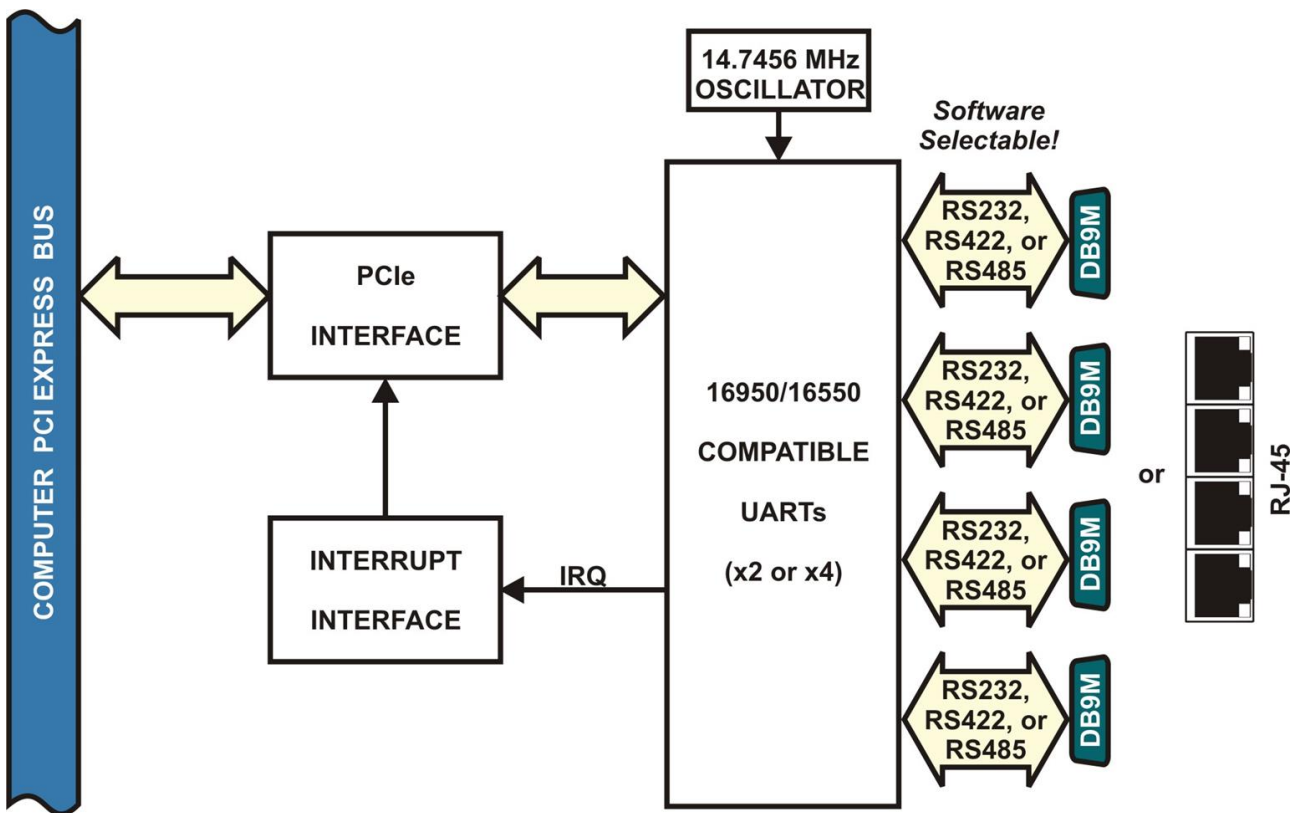 COMPUTER PCI EXPRESS BUS
14.7456 MHz
OSCILLATOR
Software
Selectable!
PCIe
INTERFACE
INTERRUPT
INTERFACE
IRQ
16950/16550
COMPATIBLE
UARTs
(x2 or x4)
RS232,
RS422, or
RS485
DB9M
RS232,
RS422, or
RS485
DB9M
RS232,
RS422, or
RS485
DB9M
RS232,
RS422, or
RS485
DB9M
or
RJ-45